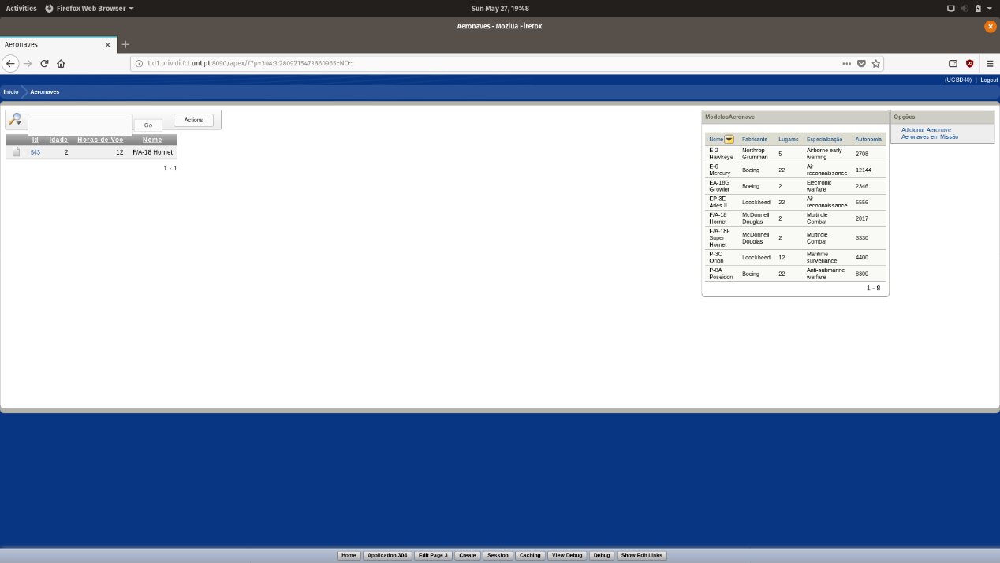 Activities Firefox Web Browser Sun May 27, 19:48
Aeronaves - Mozilla Firefox
Aeronaves
bd1.priv.di.fct.unl.pt:8090/apex/f?p=304:3:2809215473660965::NO:::
(UGBD40) | Logout
Início Aeronaves
Go Actions
Id Idade Horas de Voo Nome
543 2 12 F/A-18 Hornet
1 - 1
ModelosAeronave
Nome Fabricante Lugares Especialização Autonomia
E-2 Hawkeye Northrop Grumman 5 Airborne early warning 2708
E-6 Mercury Boeing 22 Air reconnaissance 12144
EA-18G Growler Boeing 2 Electronic warfare 2346
EP-3E Aries II Loockheed 22 Air reconnaissance 5556
F/A-18 Hornet McDonnell Douglas 2 Multirole Combat 2017
F/A-18F Super Hornet McDonnell Douglas 2 Multirole Combat 3330
P-3C Orion Loockheed 12 Maritime surveillance 4400
P-8A Poseidon Boeing 22 Anti-submarine warfare 8300
1 - 8
Opções
Adicionar Aeronave
Aeronaves em Missão
Home Application 304 Edit Page 3 Create Session Caching View Debug Debug Show Edit Links